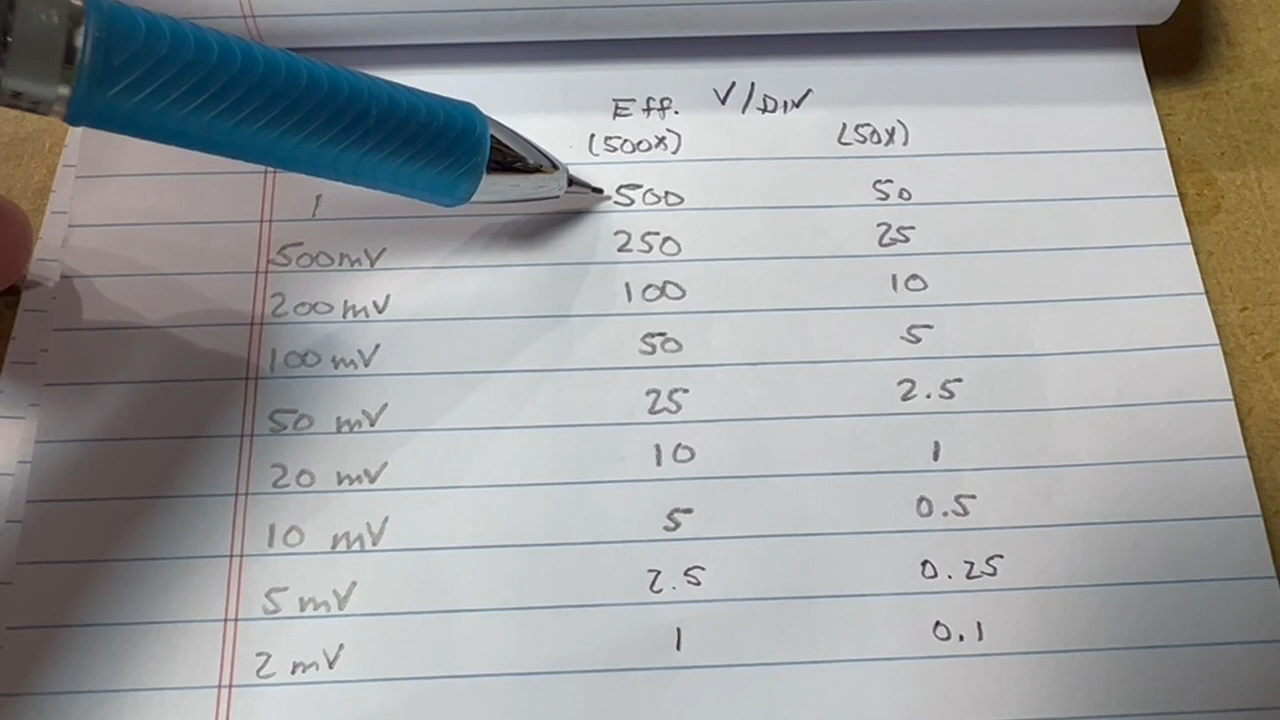 Eff. V/DIV
(500X) (50X)
1 500 50
500mV 250 25
200mV 100 10
100mV 50 5
50 mV 25 2.5
20 mV 10 1
10 mV 5 0.5
5mV 2.5 0.25
2mV 1 0.1